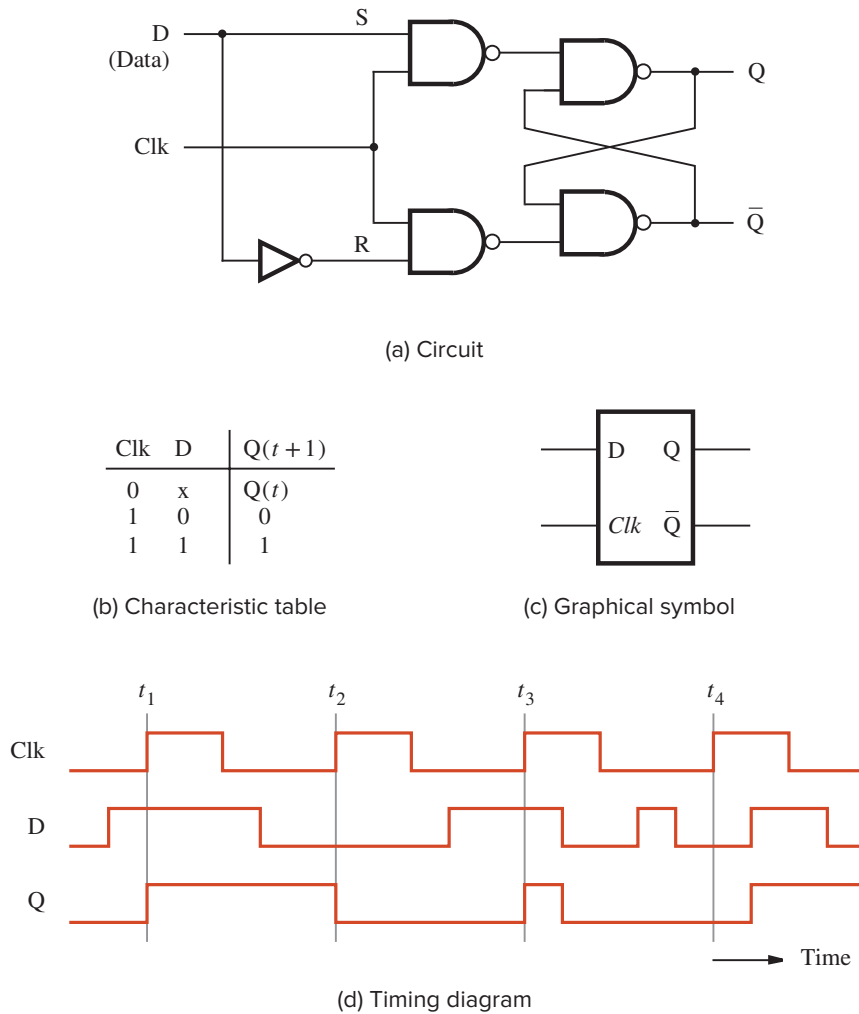 D S
(Data)
Q
Clk
R Q̄
(a) Circuit
Clk D Q(t + 1)
0 x Q(t)
1 0 0
1 1 1
(b) Characteristic table
D Q
Clk Q̄
(c) Graphical symbol
t1 t2 t3 t4
Clk
D
Q
Time
(d) Timing diagram